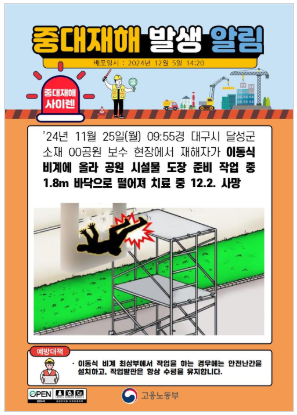 중대재해 발생 알림
배포일시 : 2024년 12월 5일 14:20
중대재해
사이렌
'24년 11월 25일(월) 09:55경 대구시 달성군
소재 00공원 보수 현장에서 재해자가 이동식
비계에 올라 공원 시설물 도장 준비 작업 중
1.8m 바닥으로 떨어져 치료 중 12.2. 사망
예방대책
· 이동식 비계 최상부에서 작업을 하는 경우에는 안전난간을
설치하고, 작업발판은 항상 수평을 유지합니다.
OPEN
고용노동부